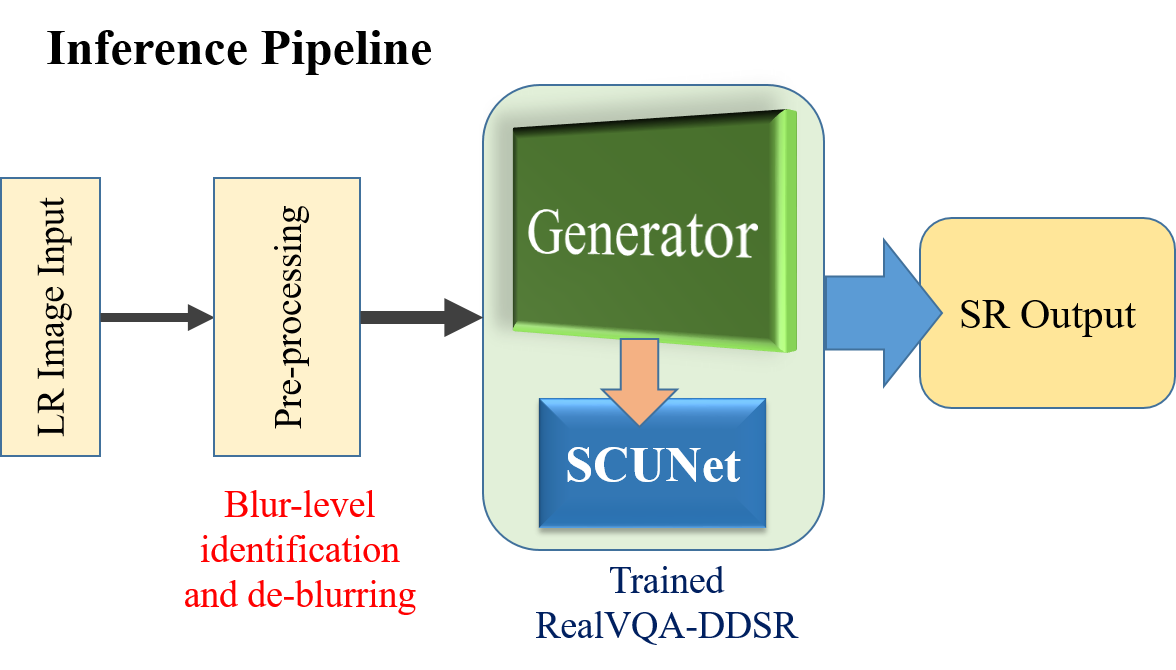 Inference Pipeline
LR Image Input
Pre-processing
Blur-level
identification
and de-blurring
Generator
SCUNet
Trained
RealVQA-DDSR
SR Output